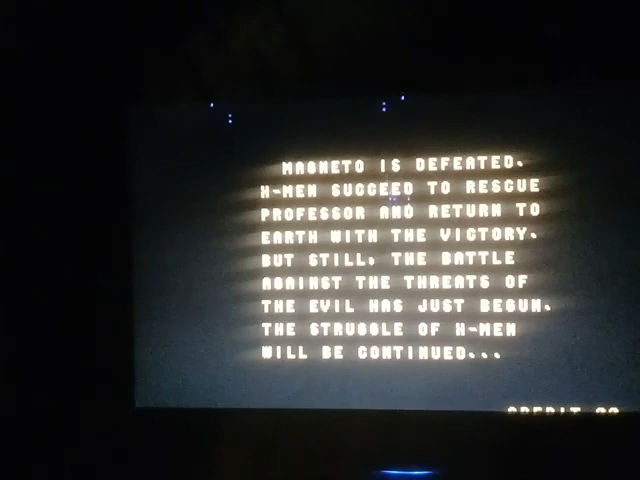 MAGNETO IS DEFEATED.
X-MEN SUCCEED TO RESCUE
PROFESSOR AND RETURN TO
EARTH WITH THE VICTORY.
BUT STILL, THE BATTLE
AGAINST THE THREATS OF
THE EVIL HAS JUST BEGUN.
THE STRUGGLE OF X-MEN
WILL BE CONTINUED...
CREDIT